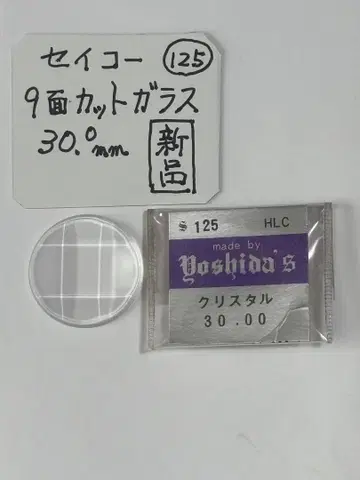 セイコー 125
9面カットガラス
30.0mm 新品
S 125 HLC
made by
Yoshida's
クリスタル
30.00